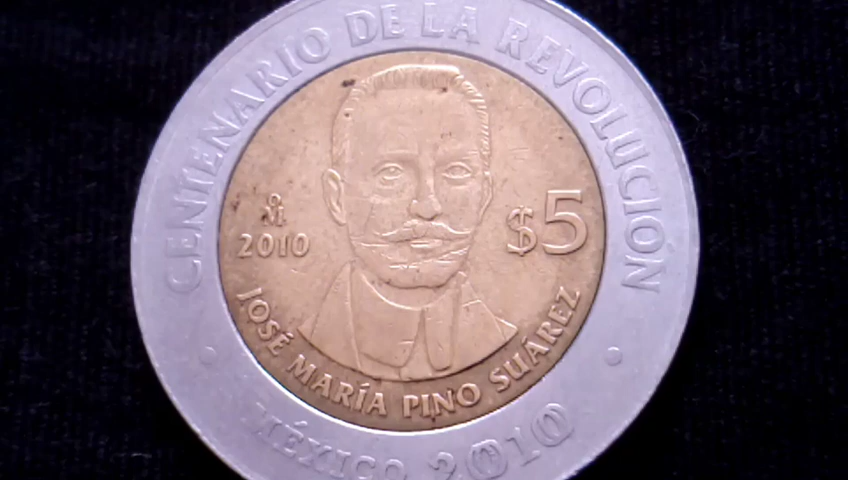 CENTENARIO DE LA REVOLUCIÓN
Mo
2010
$5
JOSÉ MARÍA PINO SUÁREZ
MÉXICO 2010